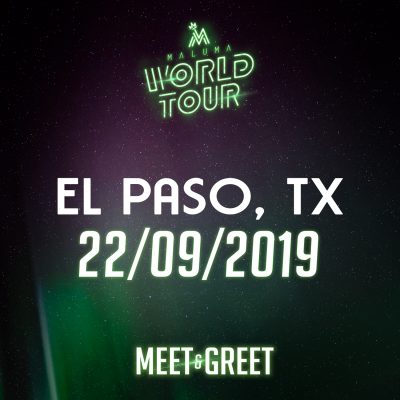 MALUMA
WORLD
TOUR
EL PASO, TX
22/09/2019
MEET&GREET